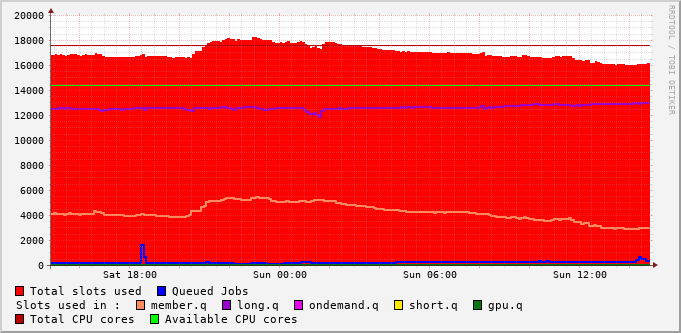 20000
18000
16000
14000
12000
10000
8000
6000
4000
2000
0
Sat 18:00 Sun 00:00 Sun 06:00 Sun 12:00
Total slots used Queued Jobs
Slots used in : member.q long.q ondemand.q short.q gpu.q
Total CPU cores Available CPU cores
RRDTOOL / TOBI OETIKER